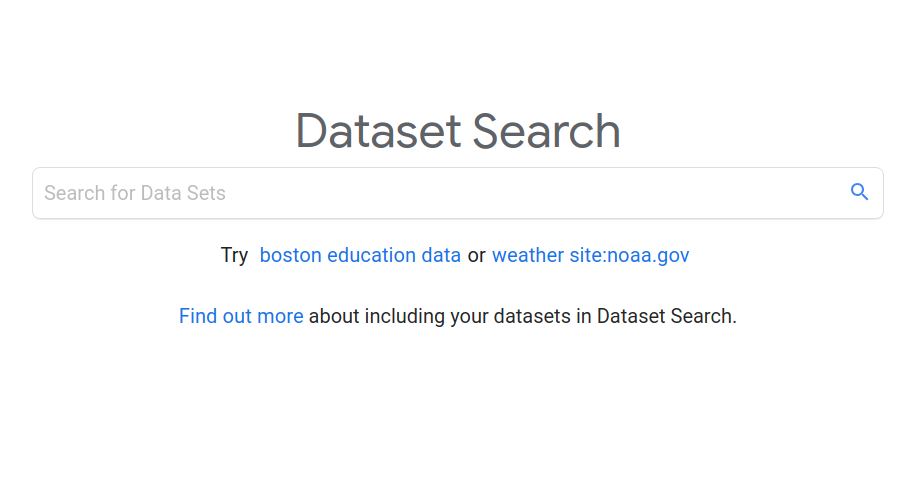 Dataset Search
Search for Data Sets
Try boston education data or weather site:noaa.gov
Find out more about including your datasets in Dataset Search.